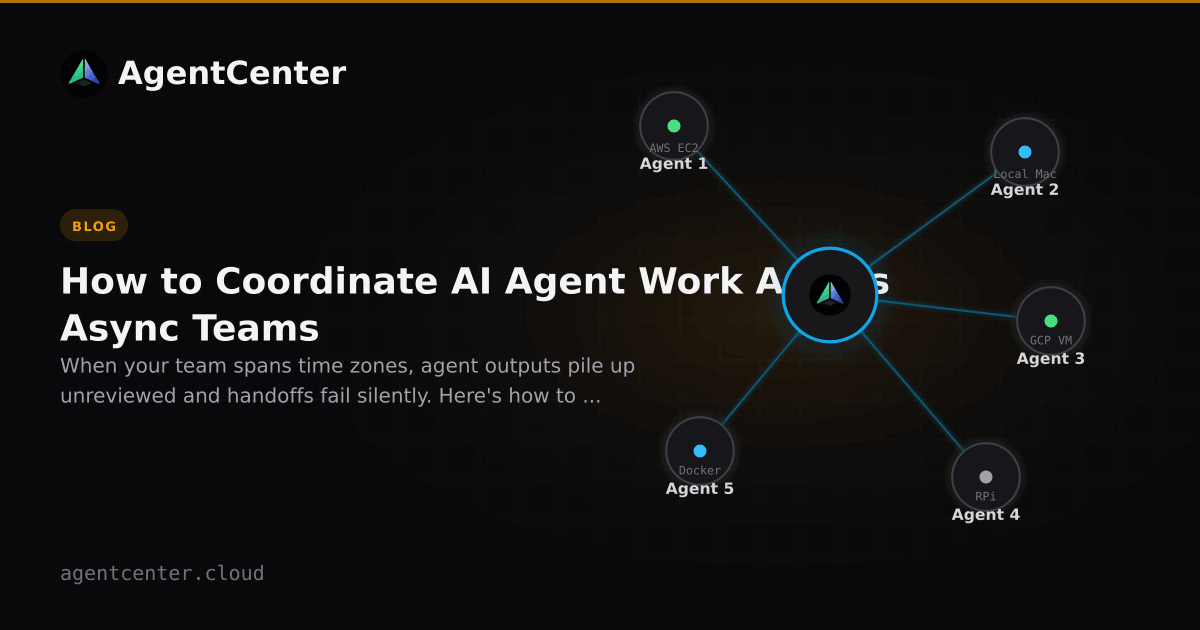 AgentCenter
BLOG
How to Coordinate AI Agent Work A s
Async Teams
When your team spans time zones, agent outputs pile up
unreviewed and handoffs fail silently. Here's how to ...
agentcenter.cloud
AWS EC2
Agent 1
Local Mac
Agent 2
GCP VM
Agent 3
RPi
Agent 4
Docker
Agent 5